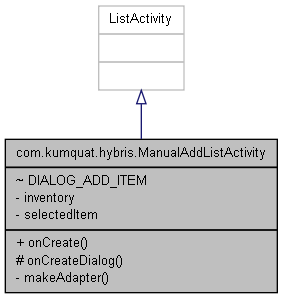 ListActivity
com.kumquat.hybris.ManualAddListActivity
~ DIALOG_ADD_ITEM
- inventory
- selectedItem
+ onCreate()
# onCreateDialog()
- makeAdapter()